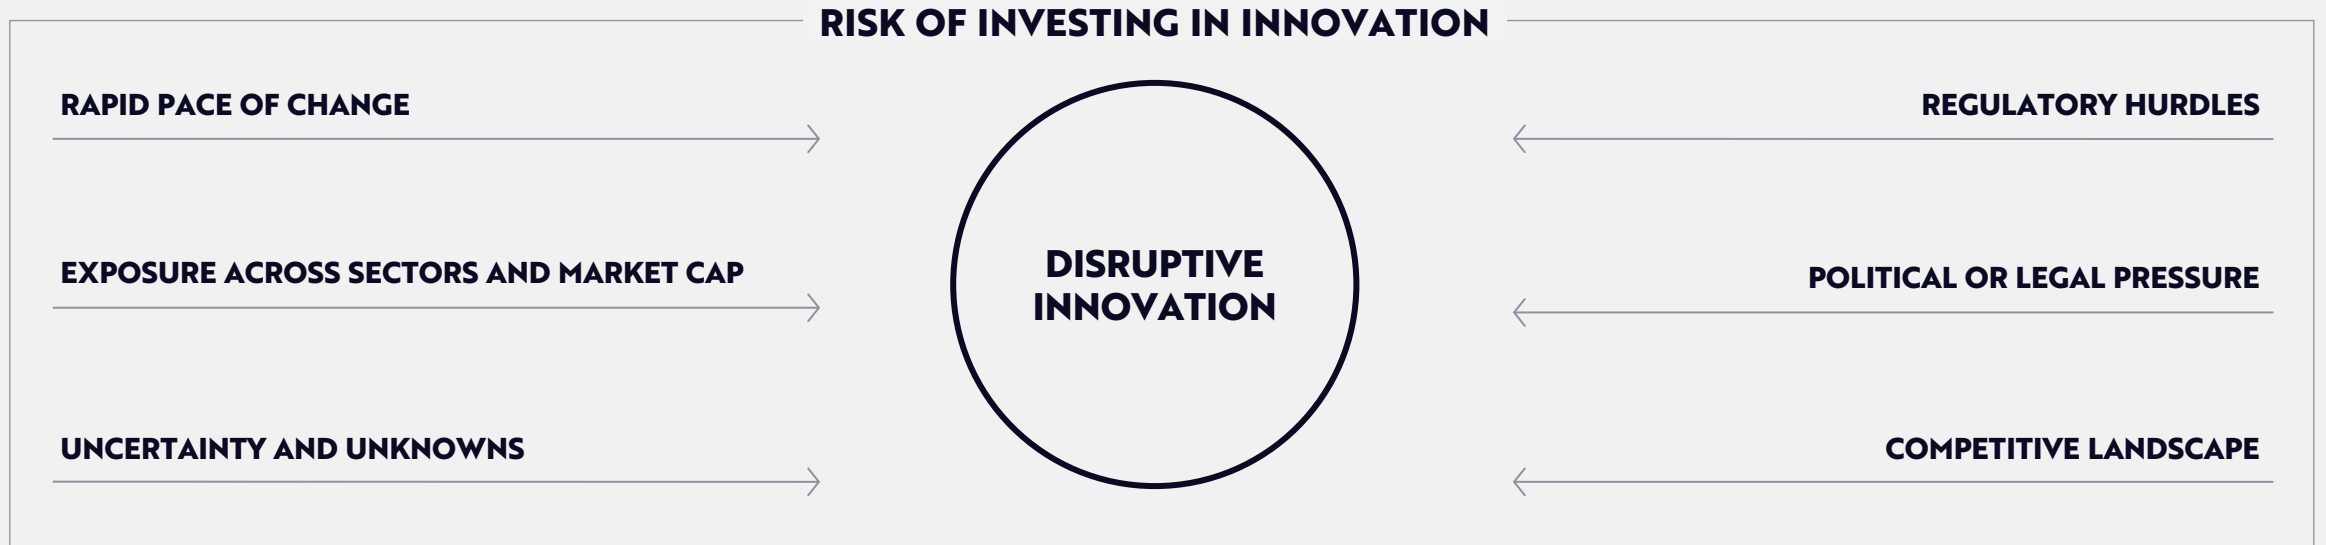 RISK OF INVESTING IN INNOVATION
RAPID PACE OF CHANGE
EXPOSURE ACROSS SECTORS AND MARKET CAP
UNCERTAINTY AND UNKNOWNS
DISRUPTIVE
INNOVATION
REGULATORY HURDLES
POLITICAL OR LEGAL PRESSURE
COMPETITIVE LANDSCAPE